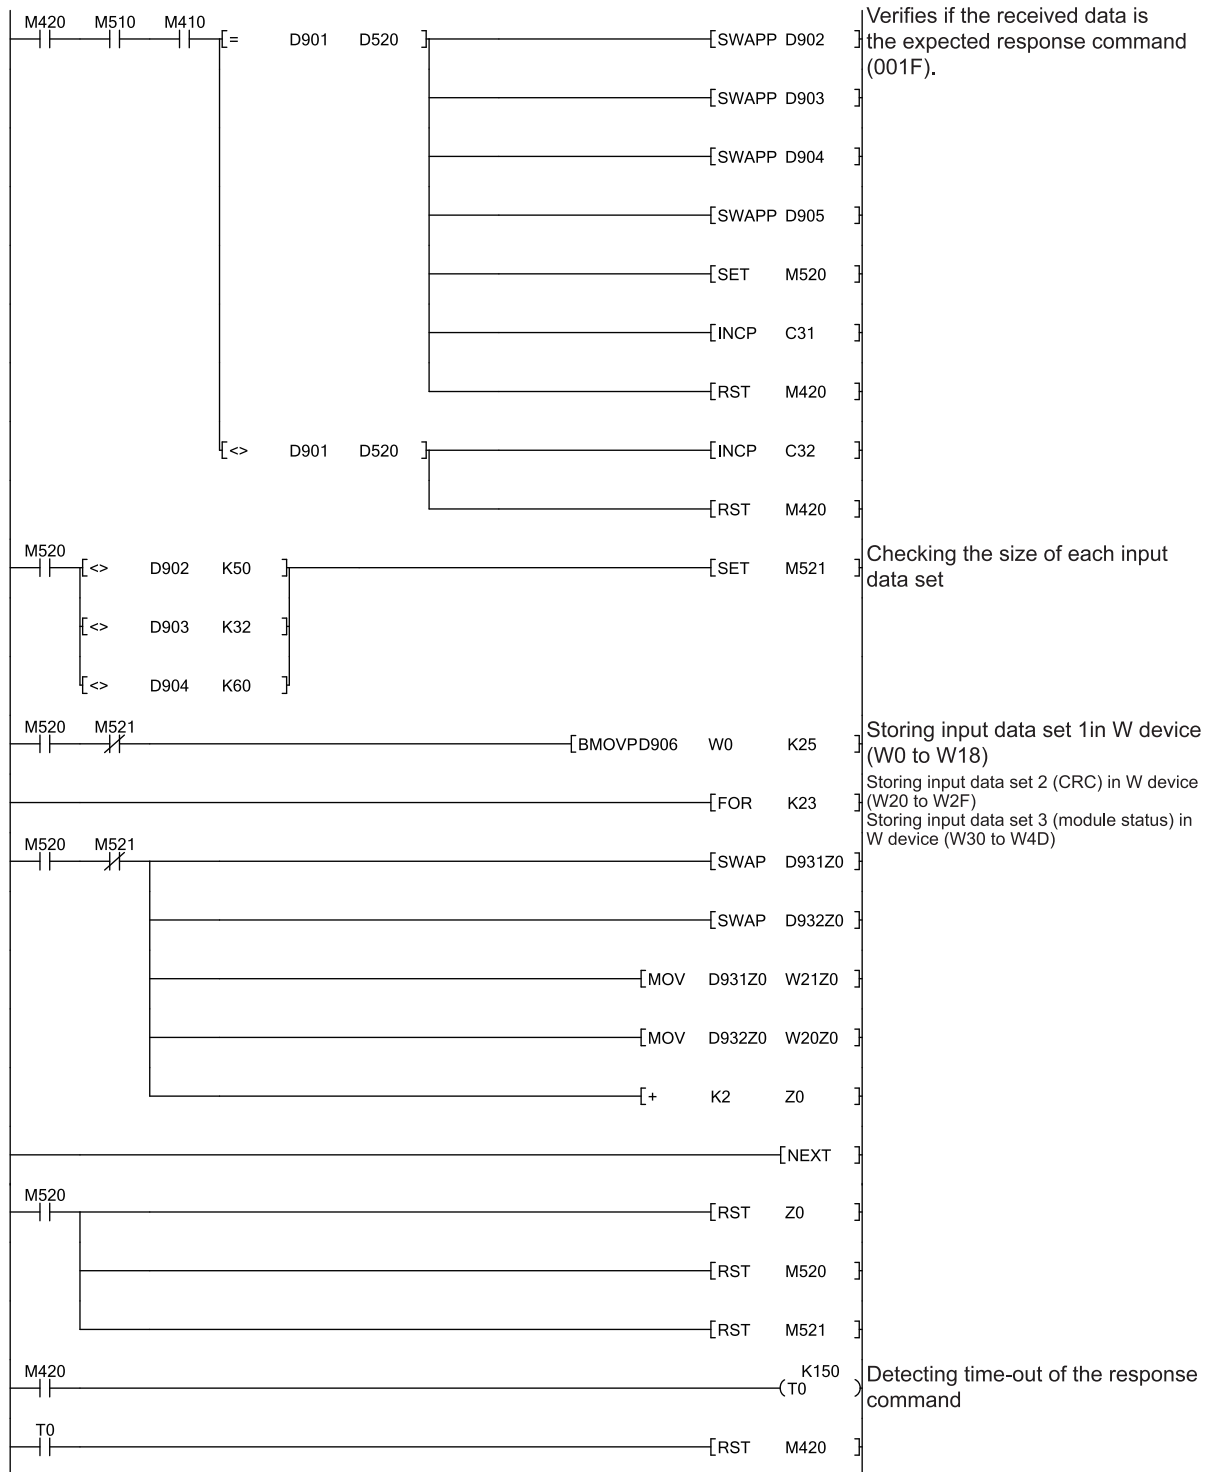 M420 M510 M410
[= D901 D520 ]
[SWAPP D902 ]
Verifies if the received data is
the expected response command
(001F).
[SWAPP D903 ]
[SWAPP D904 ]
[SWAPP D905 ]
[SET M520 ]
[INCP C31 ]
[RST M420 ]
[<> D901 D520 ]
[INCP C32 ]
[RST M420 ]
M520
[<> D902 K50 ]
[SET M521 ]
Checking the size of each input
data set
[<> D903 K32 ]
[<> D904 K60 ]
M520 M521
[BMOVPD906 W0 K25 ]
Storing input data set 1in W device
(W0 to W18)
[FOR K23 ]
Storing input data set 2 (CRC) in W device
(W20 to W2F)
Storing input data set 3 (module status) in
W device (W30 to W4D)
M520 M521
[SWAP D931Z0 ]
[SWAP D932Z0 ]
[MOV D931Z0 W21Z0 ]
[MOV D932Z0 W20Z0 ]
[+ K2 Z0 ]
[NEXT ]
M520
[RST Z0 ]
[RST M520 ]
[RST M521 ]
M420
K150
(T0 )
Detecting time-out of the response
command
T0
[RST M420 ]